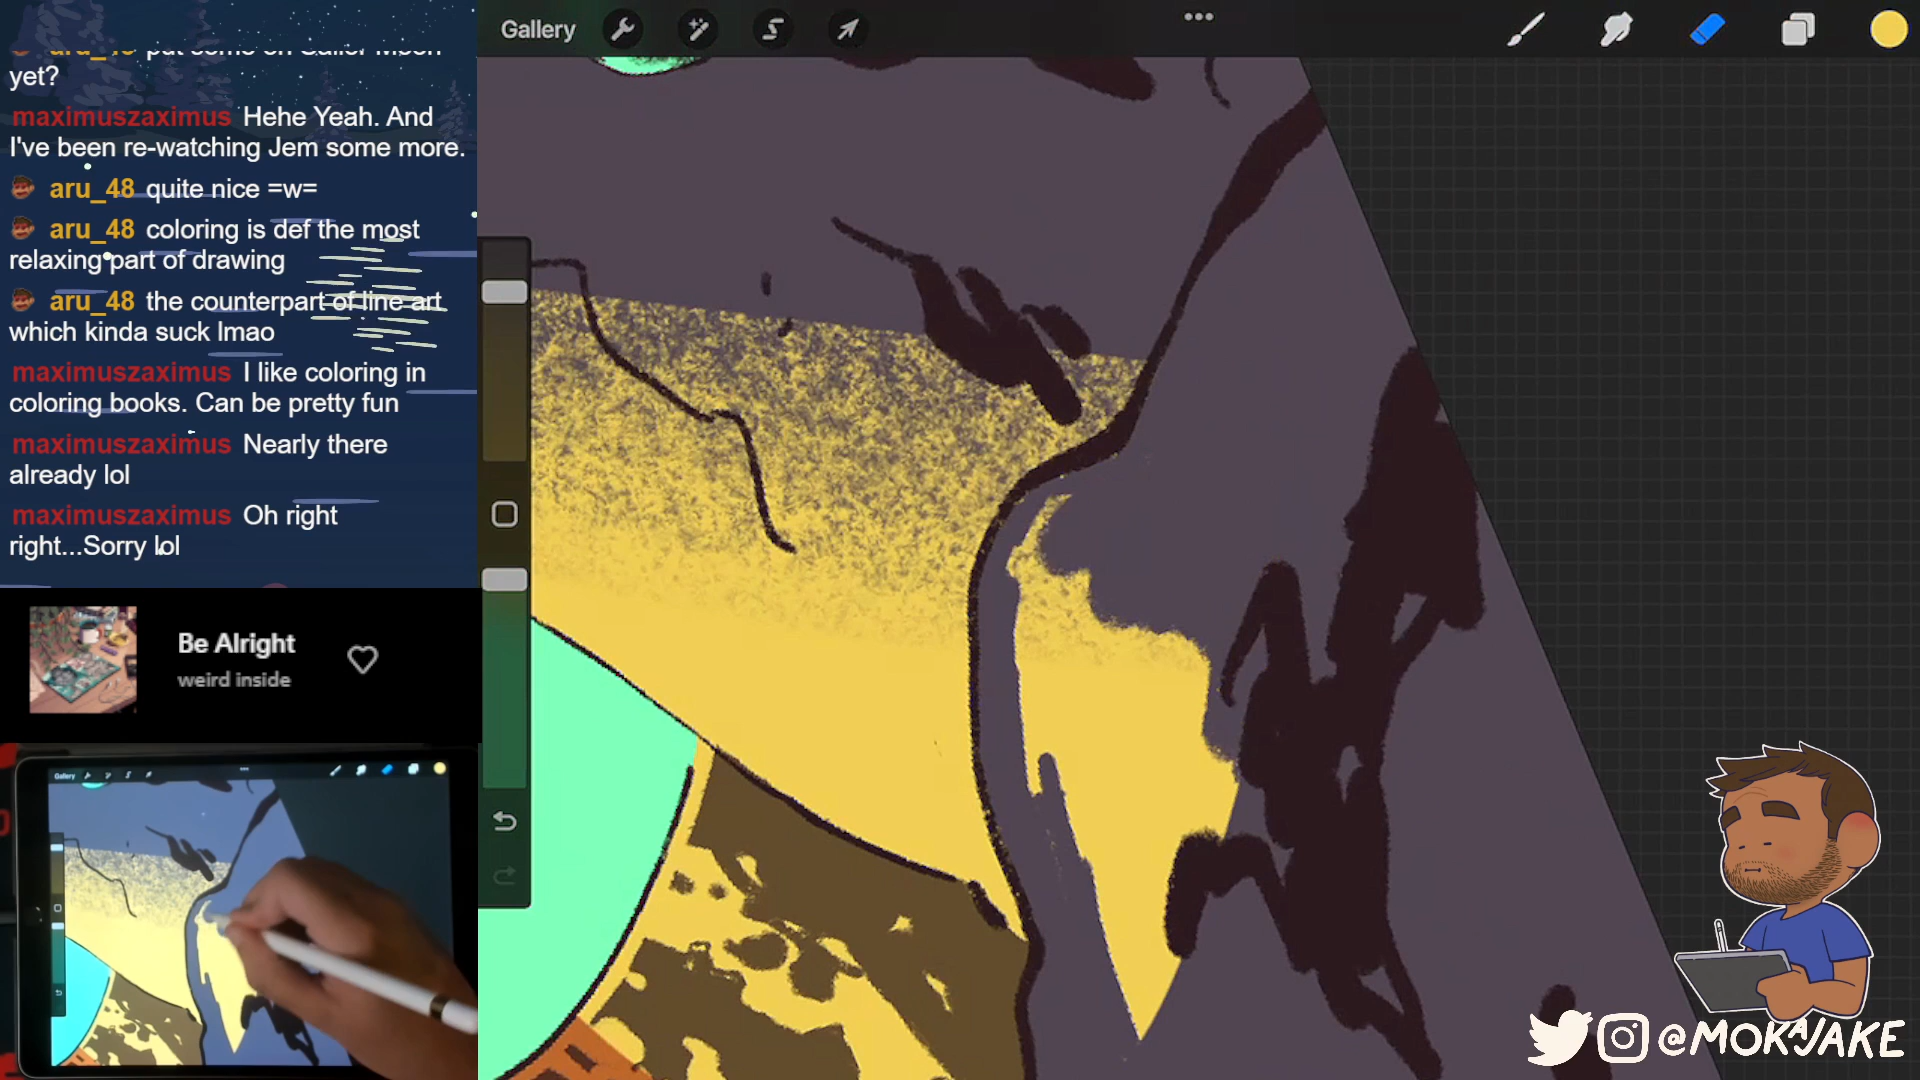 Gallery
yet?
maximuszaximus Hehe Yeah. And
I've been re-watching Jem some more.
aru_48 quite nice =w=
aru_48 coloring is def the most
relaxing part of drawing
aru_48 the counterpart of line art
which kinda suck lmao
maximuszaximus I like coloring in
coloring books. Can be pretty fun
maximuszaximus Nearly there
already lol
maximuszaximus Oh right
right...Sorry lol
Be Alright
weird inside
Gallery
@MOKAJAKE